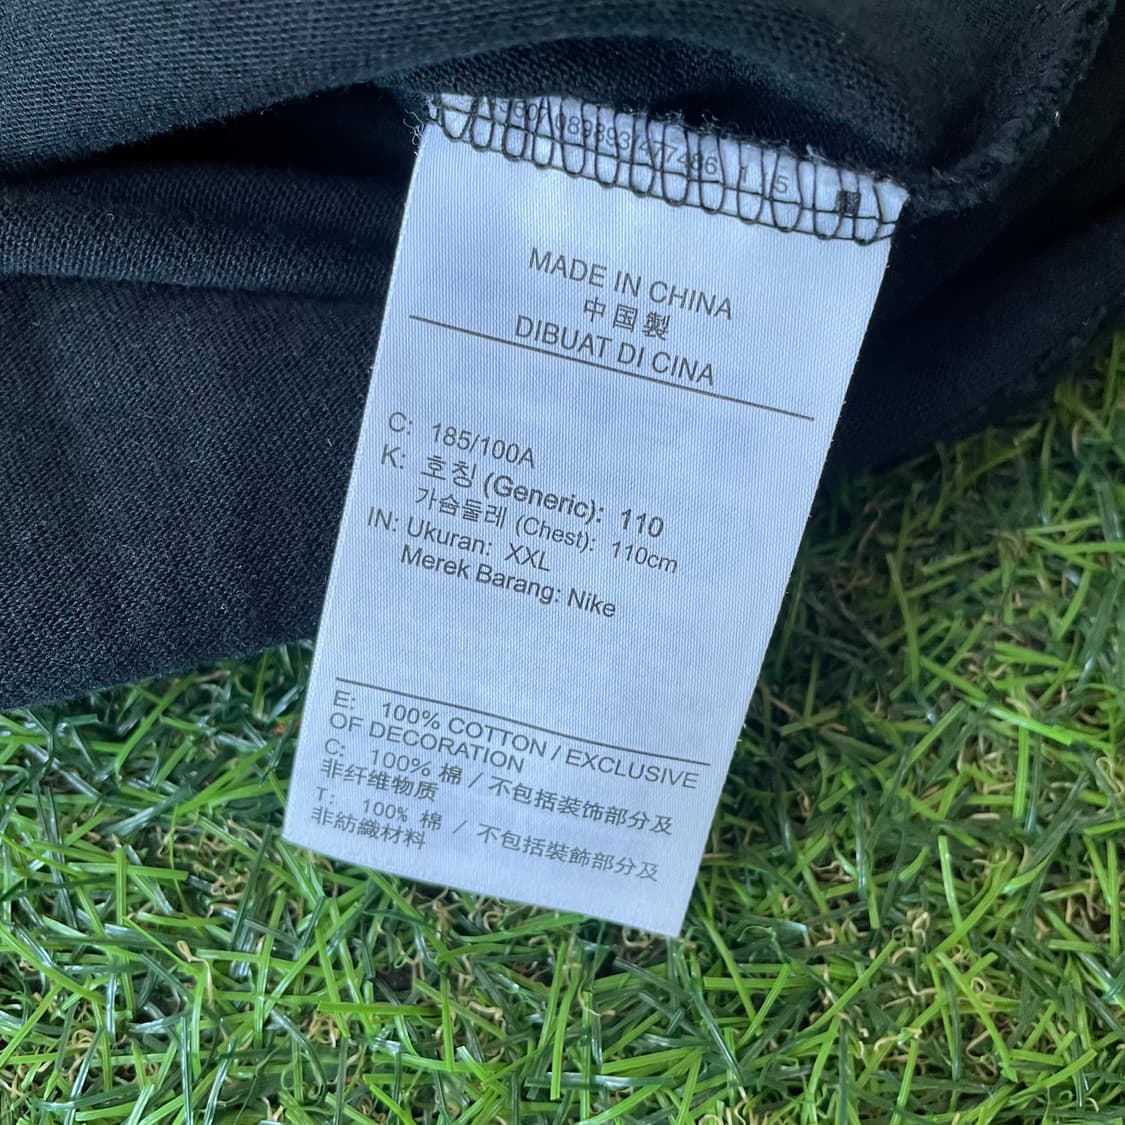 MADE IN CHINA
中国製
DIBUAT DI CINA
C: 185/100A
K: 호칭 (Generic): 110
가슴둘레 (Chest): 110cm
IN: Ukuran: XXL
Merek Barang: Nike
E: 100% COTTON / EXCLUSIVE
OF DECORATION
C: 100% 棉 / 不包括装饰部分及
非纤维物质
T: 100% 棉 / 不包括裝飾部分及
非紡織材料